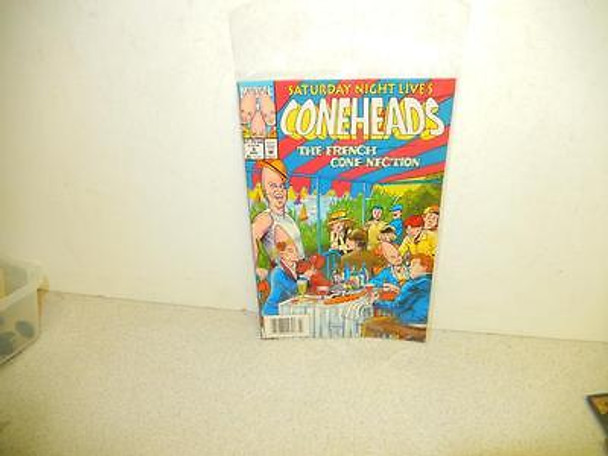 SATURDAY NIGHT LIVE'S
CONEHEADS
THE FRENCH
CONE NECTION